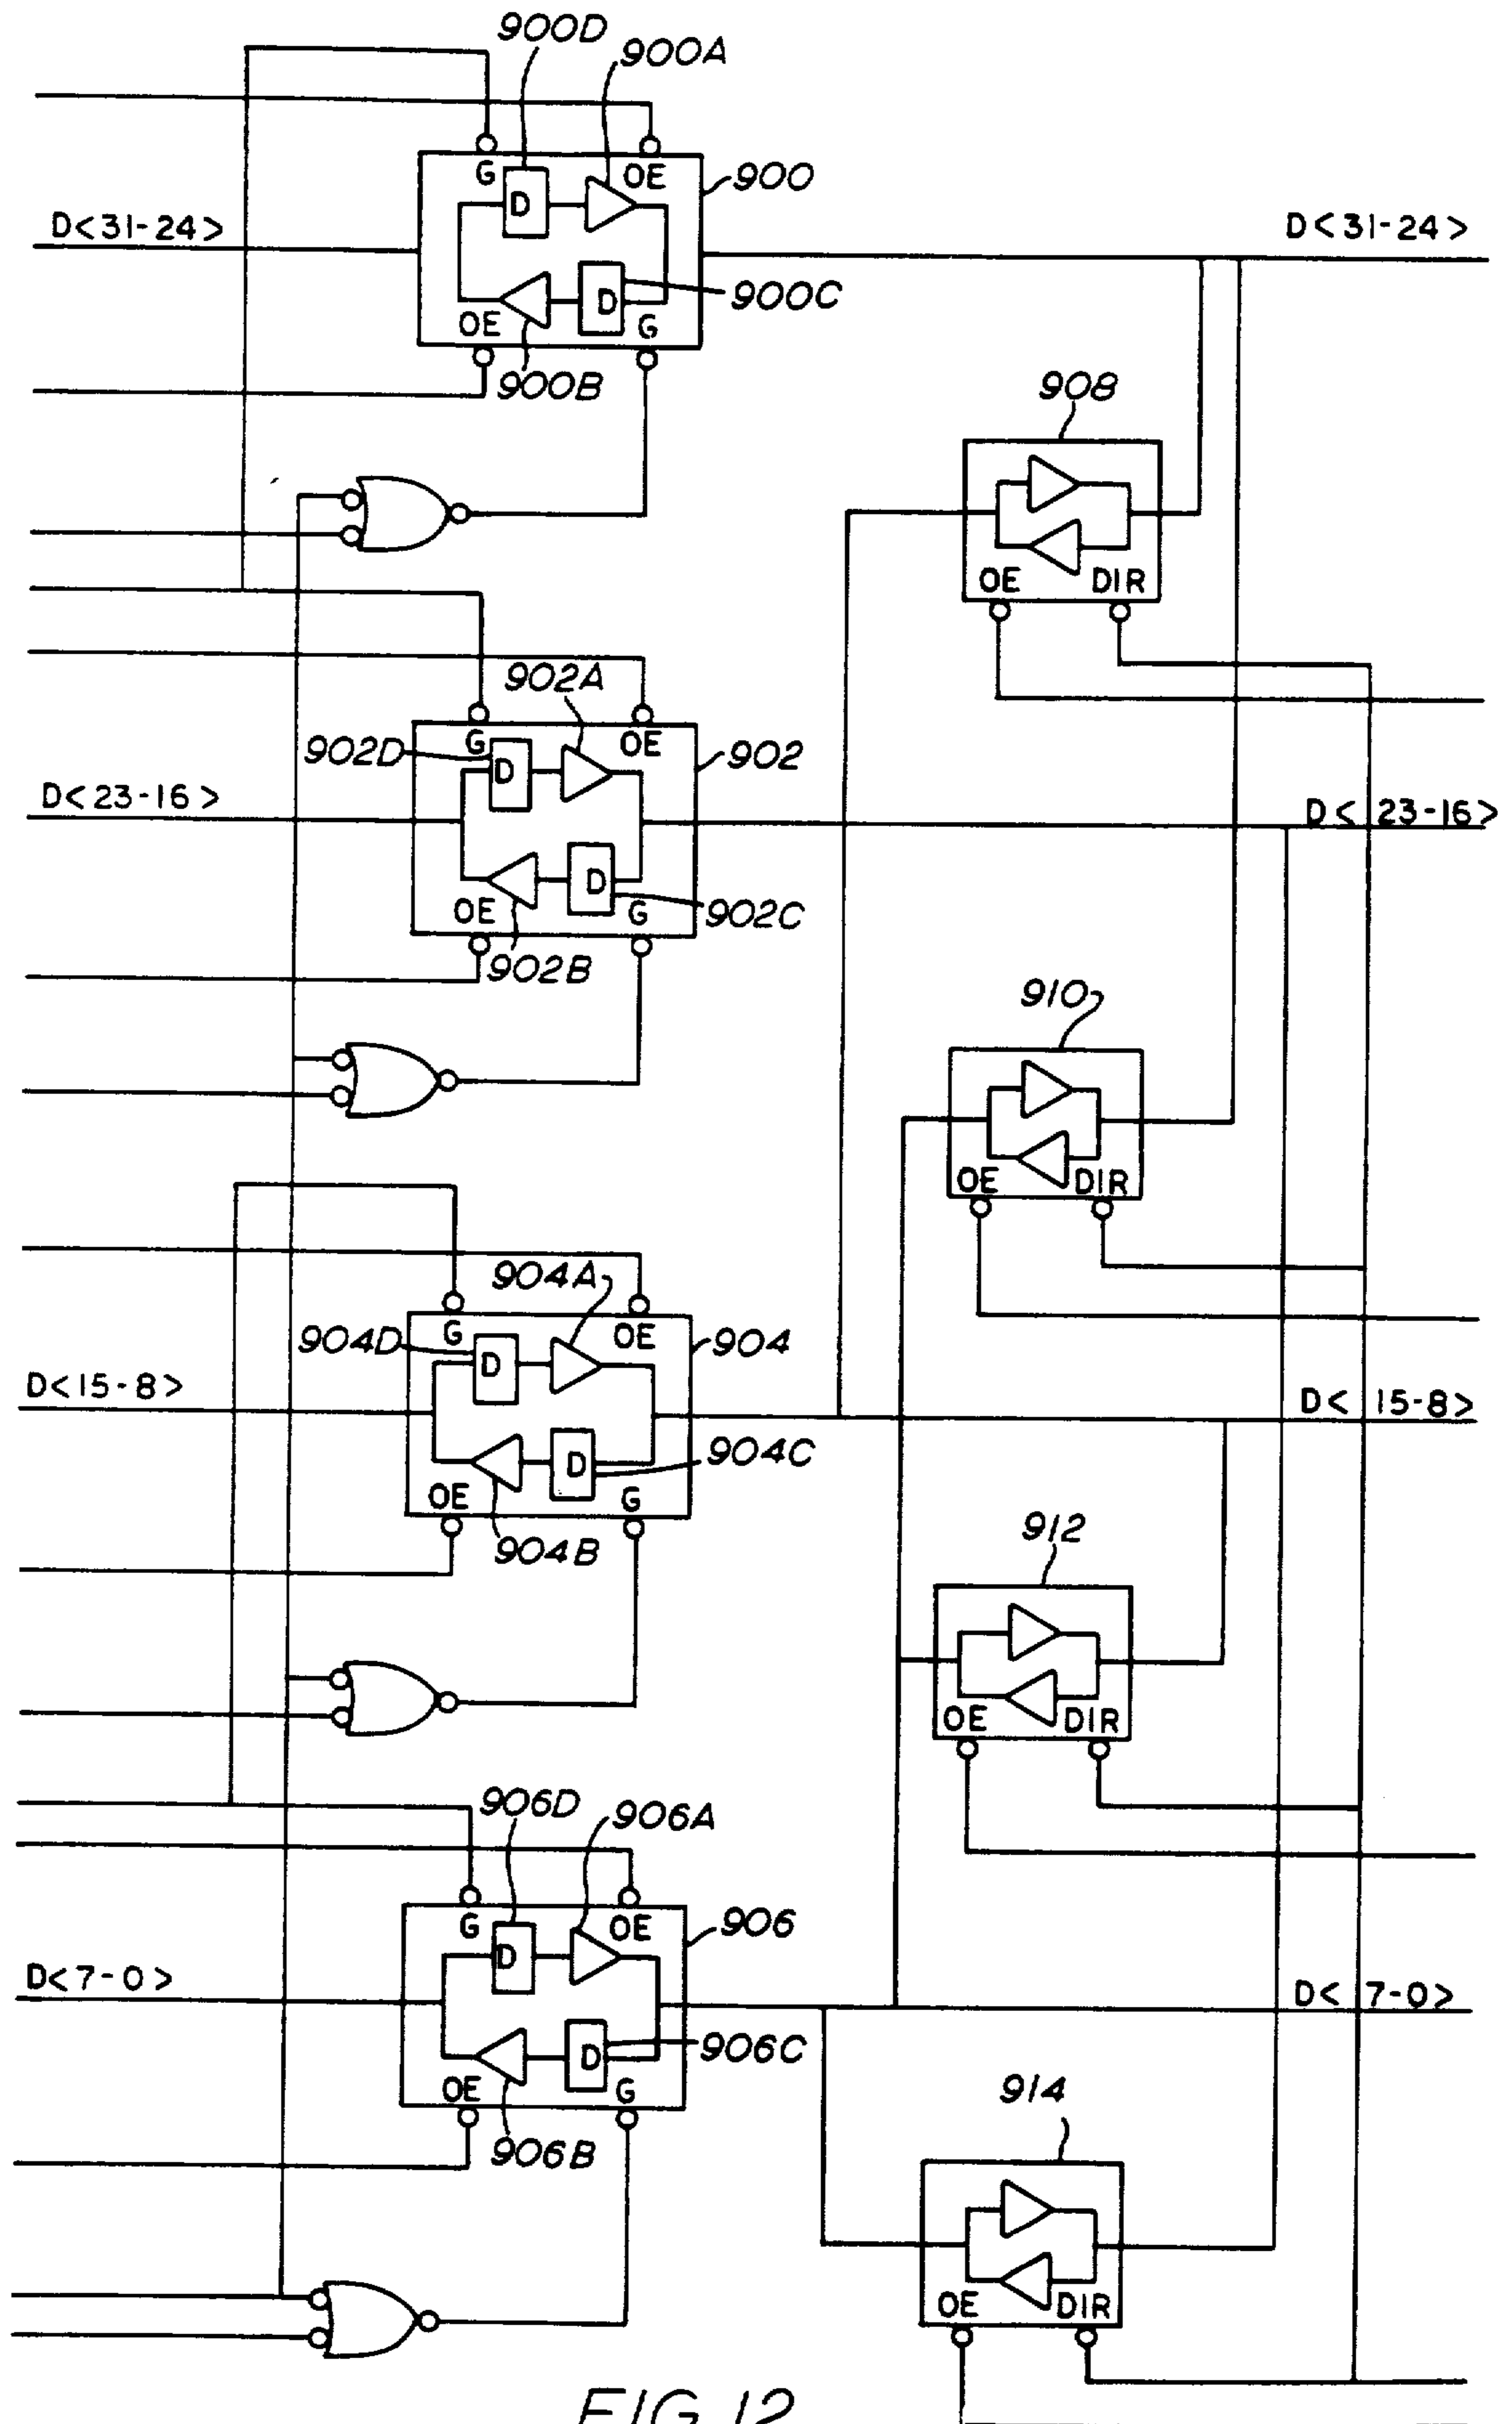 900D
900A
G
OE
900
D
D<31-24>
D<31-24>
D
900C
OE
G
900B
908
OE
DIR
902A
G
OE
902D
D
902
D<23-16>
D<23-16>
D
902C
OE
G
902B
910
OE
DIR
904A
G
OE
904D
D
904
D<15-8>
D<15-8>
D
904C
OE
G
904B
912
OE
DIR
906D
906A
G
OE
906
D
D<7-0>
D<7-0>
D
906C
OE
G
906B
914
OE
DIR
FIG. 12